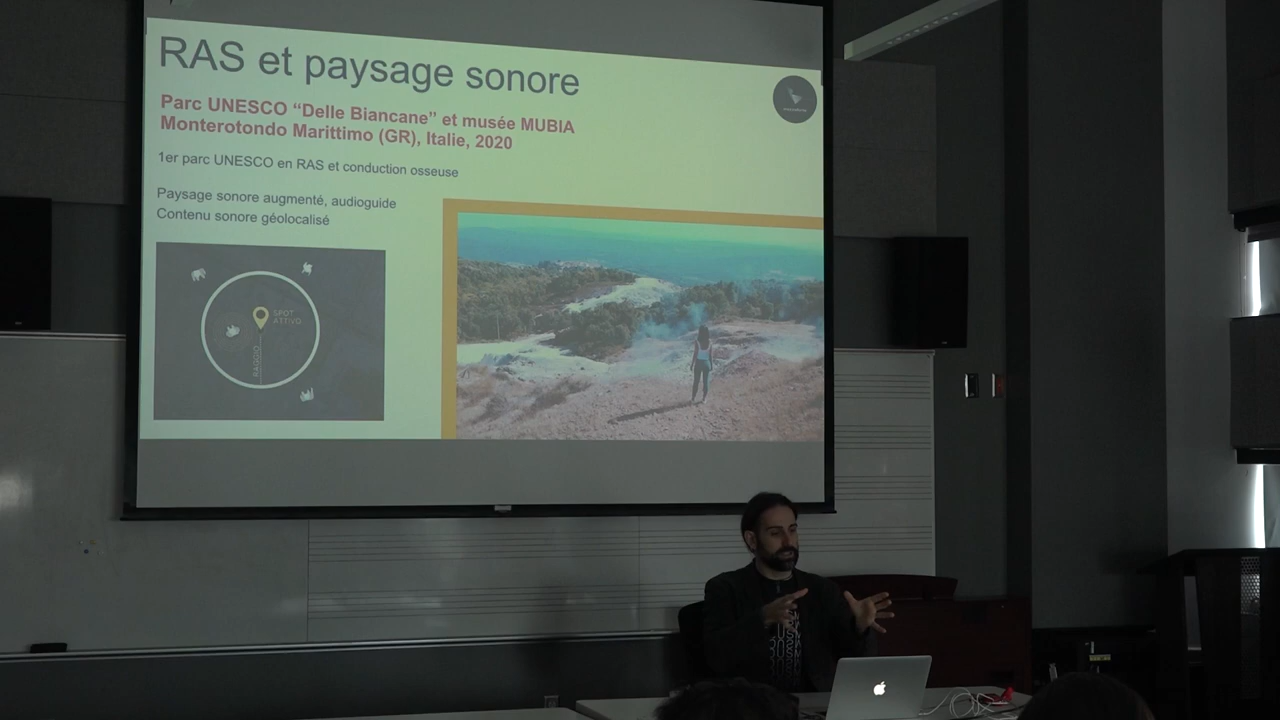 RAS et paysage sonore
Parc UNESCO “Delle Biancane” et musée MUBIA
Monterotondo Marittimo (GR), Italie, 2020
1er parc UNESCO en RAS et conduction osseuse
Paysage sonore augmenté, audioguide
Contenu sonore géolocalisé
SPOT
ATTIVO
RAGGIO